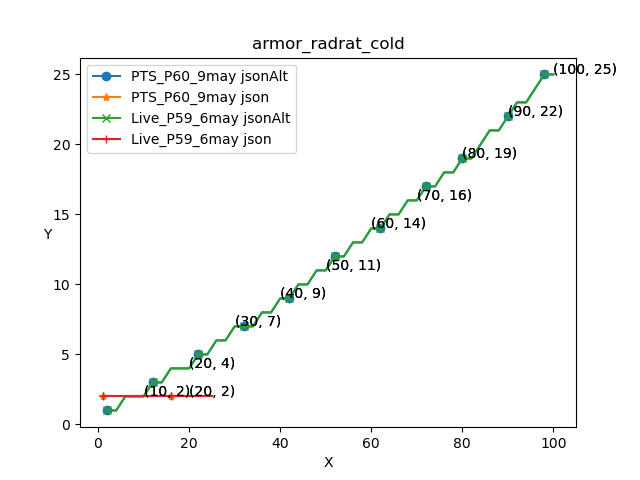 armor_radrat_cold
PTS_P60_9may jsonAlt
PTS_P60_9may json
Live_P59_6may jsonAlt
Live_P59_6may json
(100, 25)
(90, 22)
(80, 19)
(70, 16)
(60, 14)
(50, 11)
(40, 9)
(30, 7)
(20, 4)
(10, 2)(20, 2)
25
20
15
10
5
0
Y
0 20 40 60 80 100
X